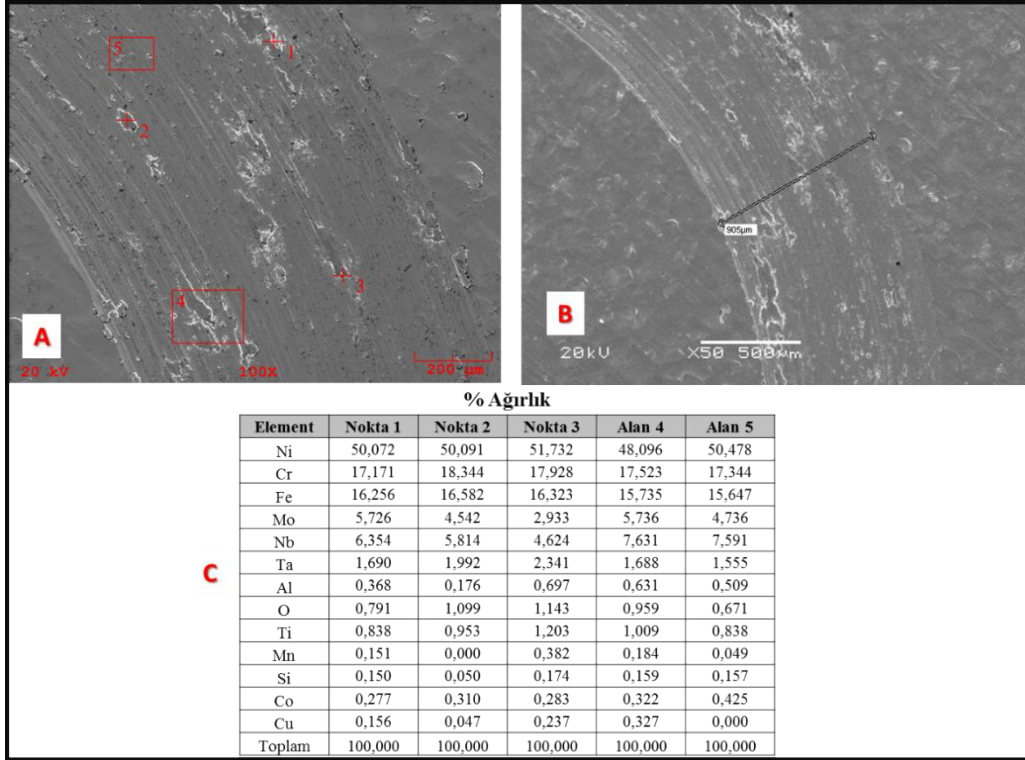 5
1
2
3
4
A
20 kV
100X
200 µm
905µm
B
20kV
X50
500µm
% Ağırlık
Element Nokta 1 Nokta 2 Nokta 3 Alan 4 Alan 5
Ni 50,072 50,091 51,732 48,096 50,478
Cr 17,171 18,344 17,928 17,523 17,344
Fe 16,256 16,582 16,323 15,735 15,647
Mo 5,726 4,542 2,933 5,736 4,736
Nb 6,354 5,814 4,624 7,631 7,591
Ta 1,690 1,992 2,341 1,688 1,555
C
Al 0,368 0,176 0,697 0,631 0,509
O 0,791 1,099 1,143 0,959 0,671
Ti 0,838 0,953 1,203 1,009 0,838
Mn 0,151 0,000 0,382 0,184 0,049
Si 0,150 0,050 0,174 0,159 0,157
Co 0,277 0,310 0,283 0,322 0,425
Cu 0,156 0,047 0,237 0,327 0,000
Toplam 100,000 100,000 100,000 100,000 100,000